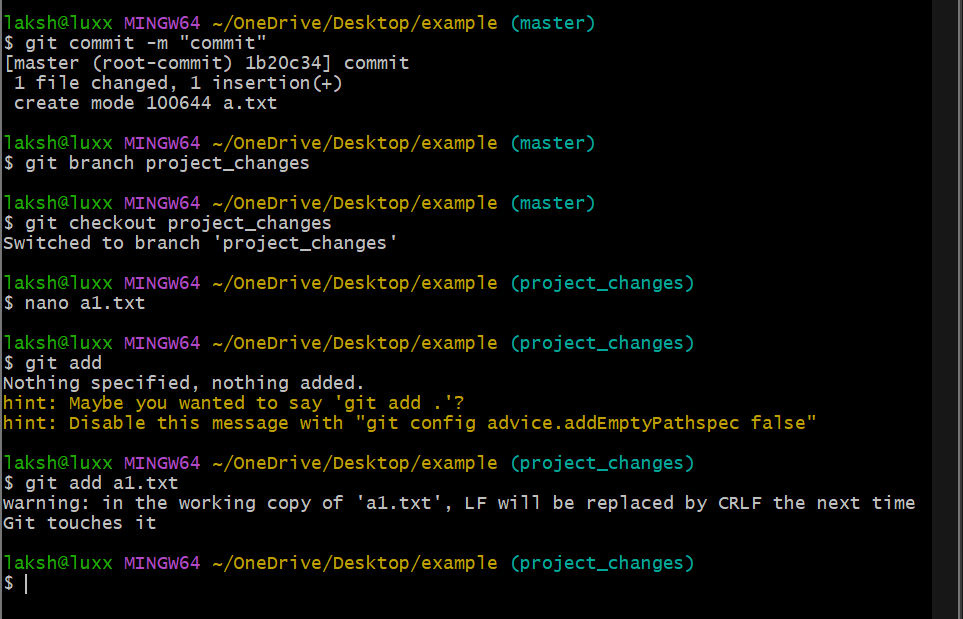 laksh@luxx MINGW64 ~/OneDrive/Desktop/example (master)
$ git commit -m "commit"
[master (root-commit) 1b20c34] commit
 1 file changed, 1 insertion(+)
 create mode 100644 a.txt

laksh@luxx MINGW64 ~/OneDrive/Desktop/example (master)
$ git branch project_changes

laksh@luxx MINGW64 ~/OneDrive/Desktop/example (master)
$ git checkout project_changes
Switched to branch 'project_changes'

laksh@luxx MINGW64 ~/OneDrive/Desktop/example (project_changes)
$ nano a1.txt

laksh@luxx MINGW64 ~/OneDrive/Desktop/example (project_changes)
$ git add
Nothing specified, nothing added.
hint: Maybe you wanted to say 'git add .'?
hint: Disable this message with "git config advice.addEmptyPathspec false"

laksh@luxx MINGW64 ~/OneDrive/Desktop/example (project_changes)
$ git add a1.txt
warning: in the working copy of 'a1.txt', LF will be replaced by CRLF the next time
Git touches it

laksh@luxx MINGW64 ~/OneDrive/Desktop/example (project_changes)
$